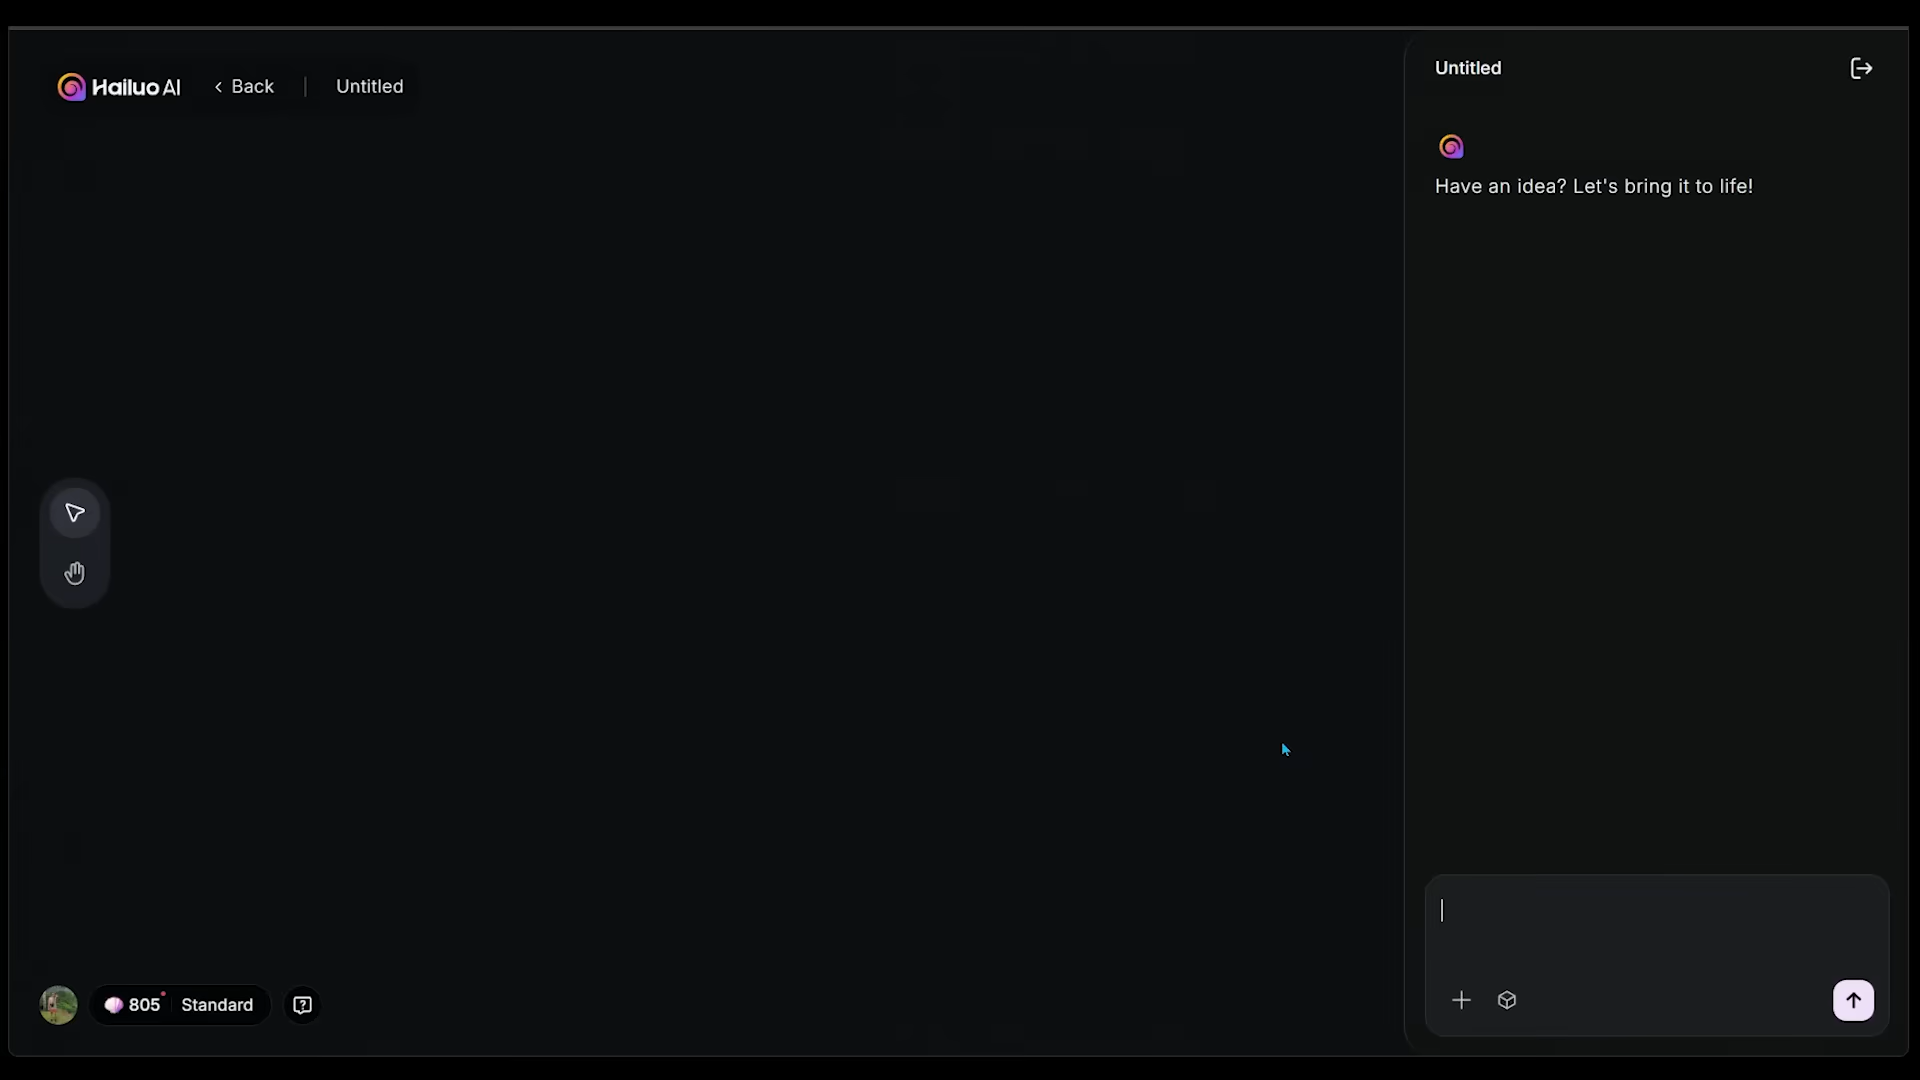 Hailuo AI
Back
Untitled
Untitled
Have an idea? Let's bring it to life!
805
Standard